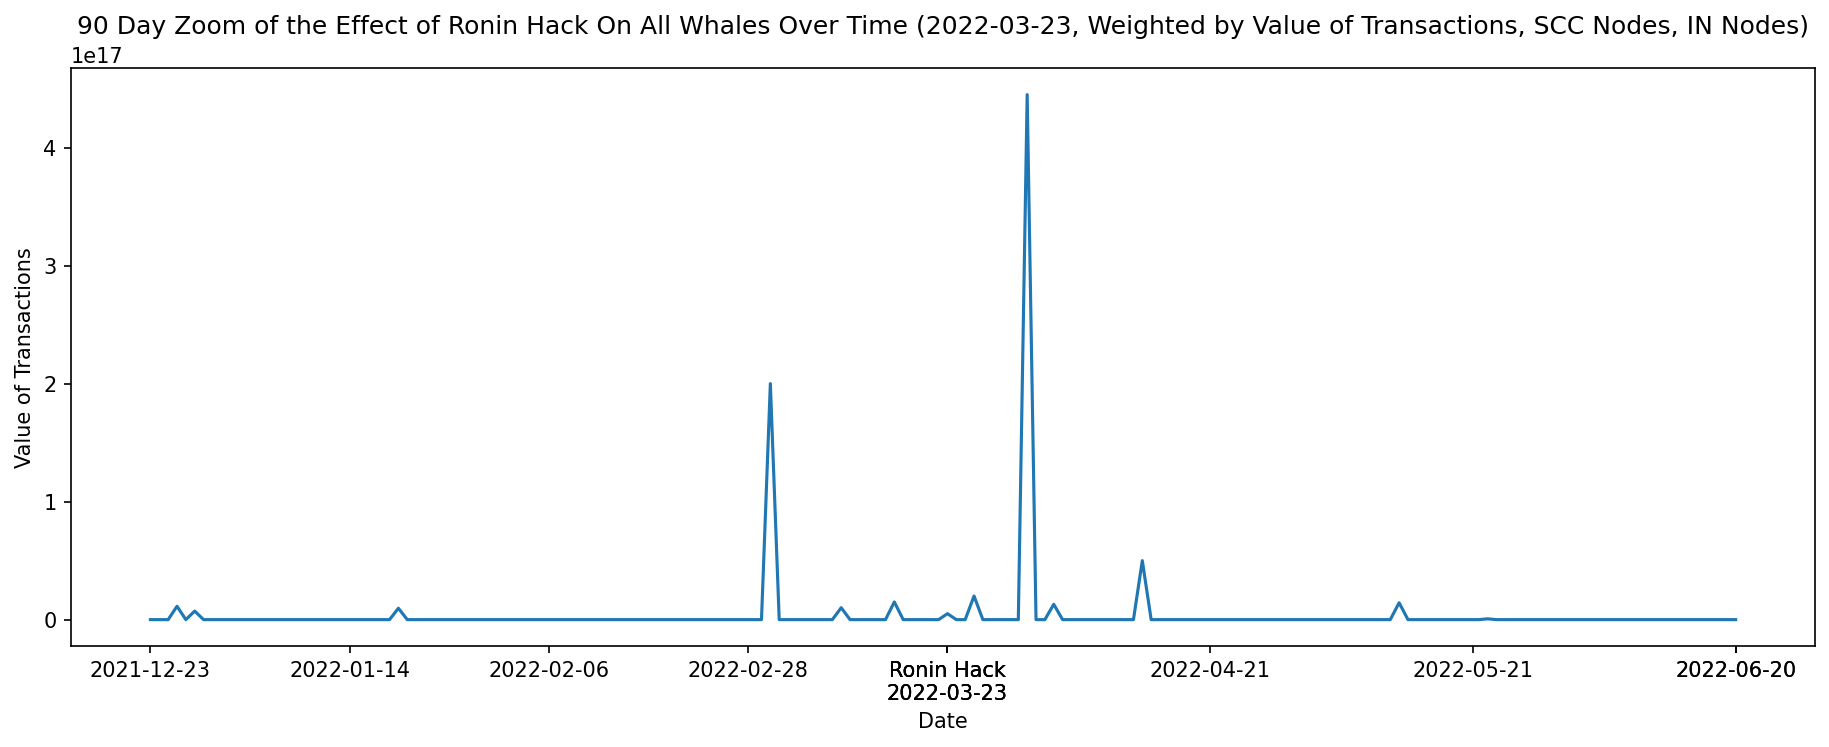 90 Day Zoom of the Effect of Ronin Hack On All Whales Over Time (2022-03-23, Weighted by Value of Transactions, SCC Nodes, IN Nodes)
1e17
4
3
2
1
0
Value of Transactions
2021-12-23 2022-01-14 2022-02-06 2022-02-28 Ronin Hack 2022-04-21 2022-05-21 2022-06-20
2022-03-23
Date